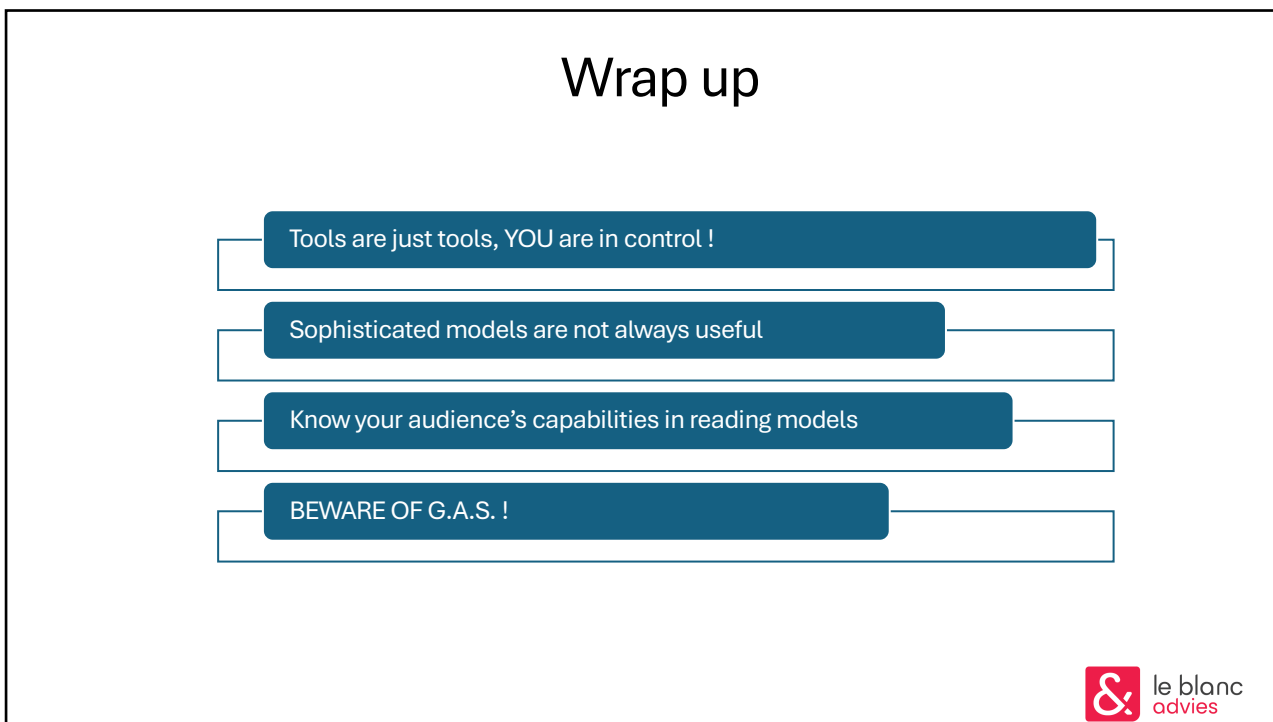 Wrap up
Tools are just tools, YOU are in control !
Sophisticated models are not always useful
Know your audience’s capabilities in reading models
BEWARE OF G.A.S. !
& le blanc
advies